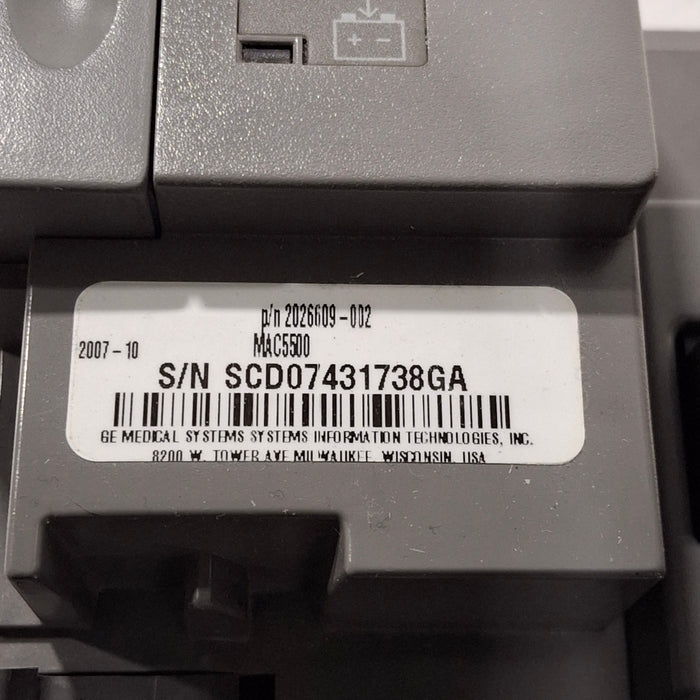 p/n 2026609-002
2007-10
MAC5500
S/N SCD07431738GA
GE MEDICAL SYSTEMS SYSTEMS INFORMATION TECHNOLOGIES, INC.
8200 W. TOWER AVE MILWAUKEE, WISCONSIN, USA